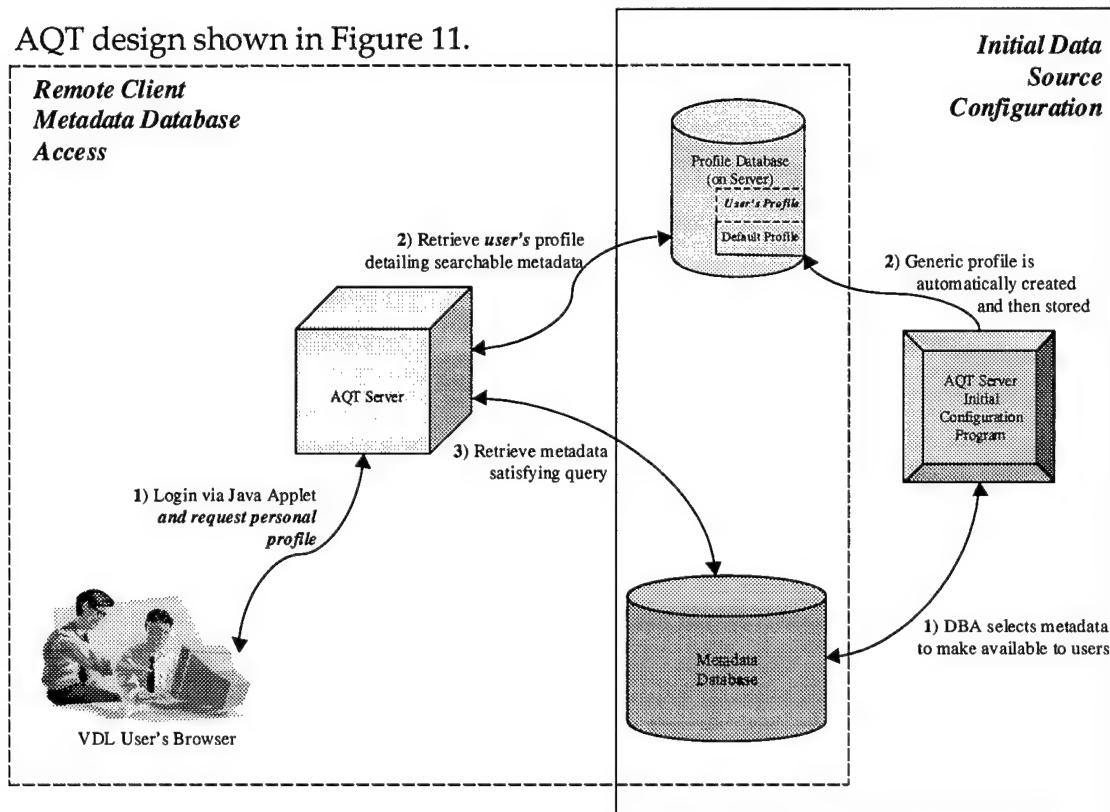 AQT design shown in Figure 11.
Remote Client
Metadata Database
Access
Initial Data
Source
Configuration
Profile Database
(on Server)
User's Profile
Default Profile
2) Retrieve user's profile
detailing searchable metadata
2) Generic profile is
automatically created
and then stored
AQT Server
AQT Server
Initial
Configuration
Program
3) Retrieve metadata
satisfying query
1) Login via Java Applet
and request personal
profile
1) DBA selects metadata
to make available to users
Metadata
Database
VDL User's Browser